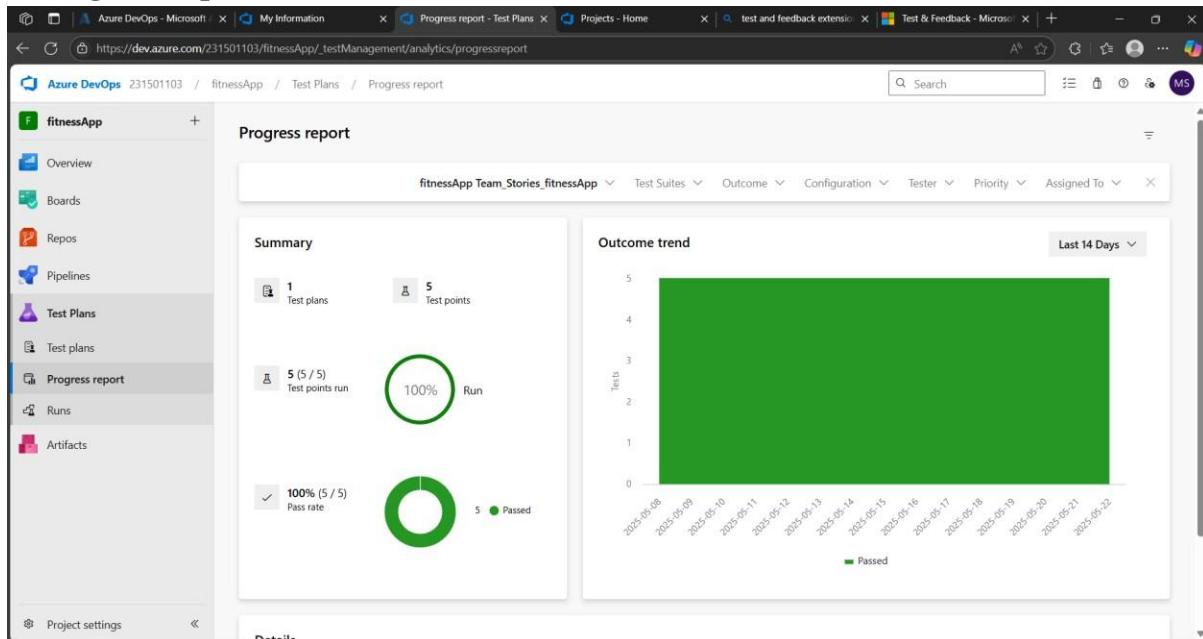 Azure DevOps - Microsoft A
My Information
Progress report - Test Plans
Projects - Home
test and feedback extensio
Test & Feedback - Microsof
https://dev.azure.com/231501103/fitnessApp/_testManagement/analytics/progressreport
Azure DevOps 231501103 / fitnessApp / Test Plans / Progress report
Search
MS
F fitnessApp
Overview
Boards
Repos
Pipelines
Test Plans
Test plans
Progress report
Runs
Artifacts
Project settings
Progress report
fitnessApp Team_Stories_fitnessApp Test Suites Outcome Configuration Tester Priority Assigned To
Summary
1
Test plans
5
Test points
5 (5 / 5)
Test points run
100% Run
100% (5 / 5)
Pass rate
5 Passed
Outcome trend
Last 14 Days
5
4
3
2
1
0
Tests
2025-05-08 2025-05-09 2025-05-10 2025-05-11 2025-05-12 2025-05-13 2025-05-14 2025-05-15 2025-05-16 2025-05-17 2025-05-18 2025-05-19 2025-05-20 2025-05-21 2025-05-22
Passed
Details